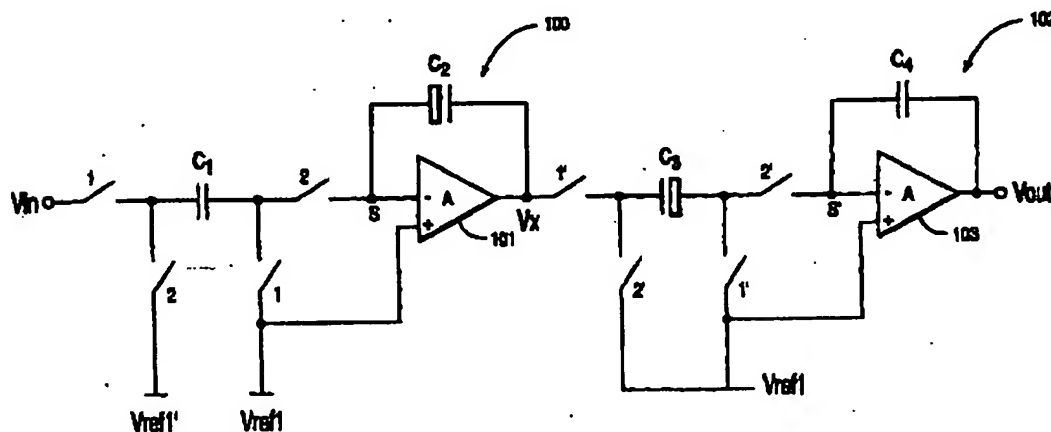 100
102
C2
C4
Vin
1
C1
2
S
- A
+
101
Vx
1'
C3
2'
S'
- A
+
103
Vout
2
1
2'
1'
Vref1'
Vref1
Vref1